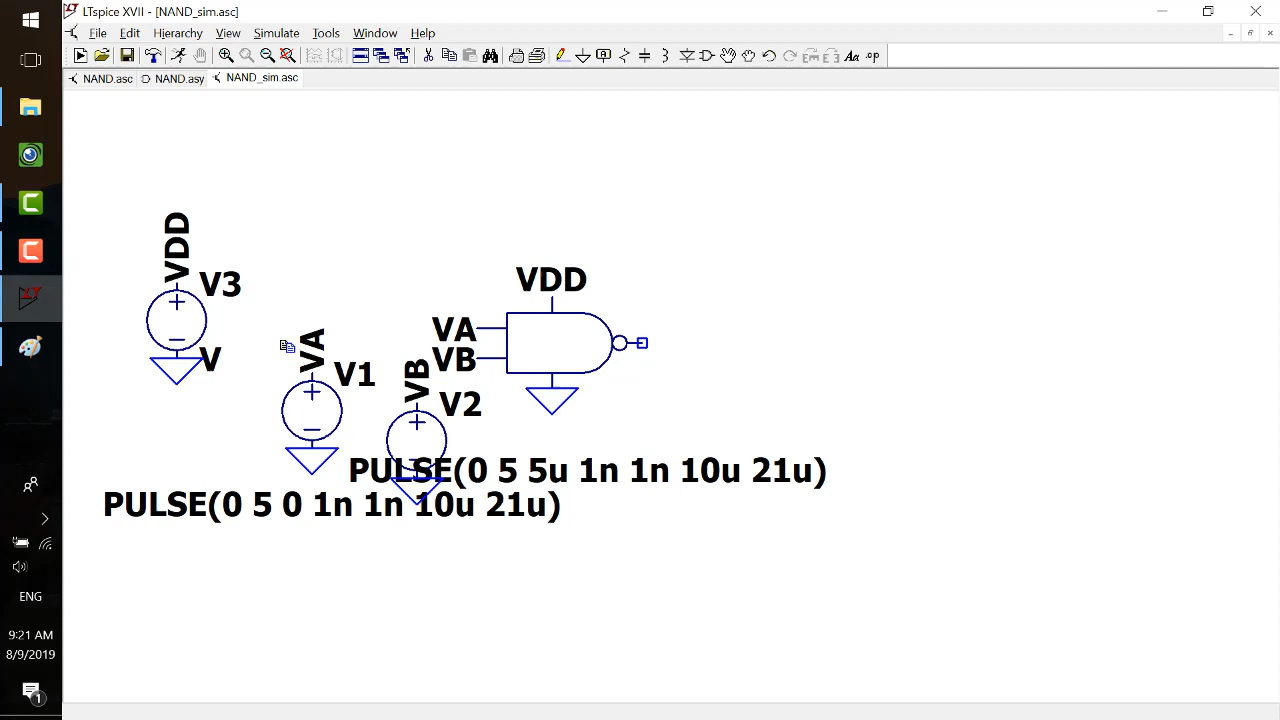 LTspice XVII - [NAND_sim.asc]
File Edit Hierarchy View Simulate Tools Window Help
.op
NAND.asc NAND.asy NAND_sim.asc
VDD
V3
V
VA
V1
VB
V2
VDD
VA
VB
PULSE(0 5 5u 1n 1n 10u 21u)
PULSE(0 5 0 1n 1n 10u 21u)
ENG
9:21 AM
8/9/2019
1